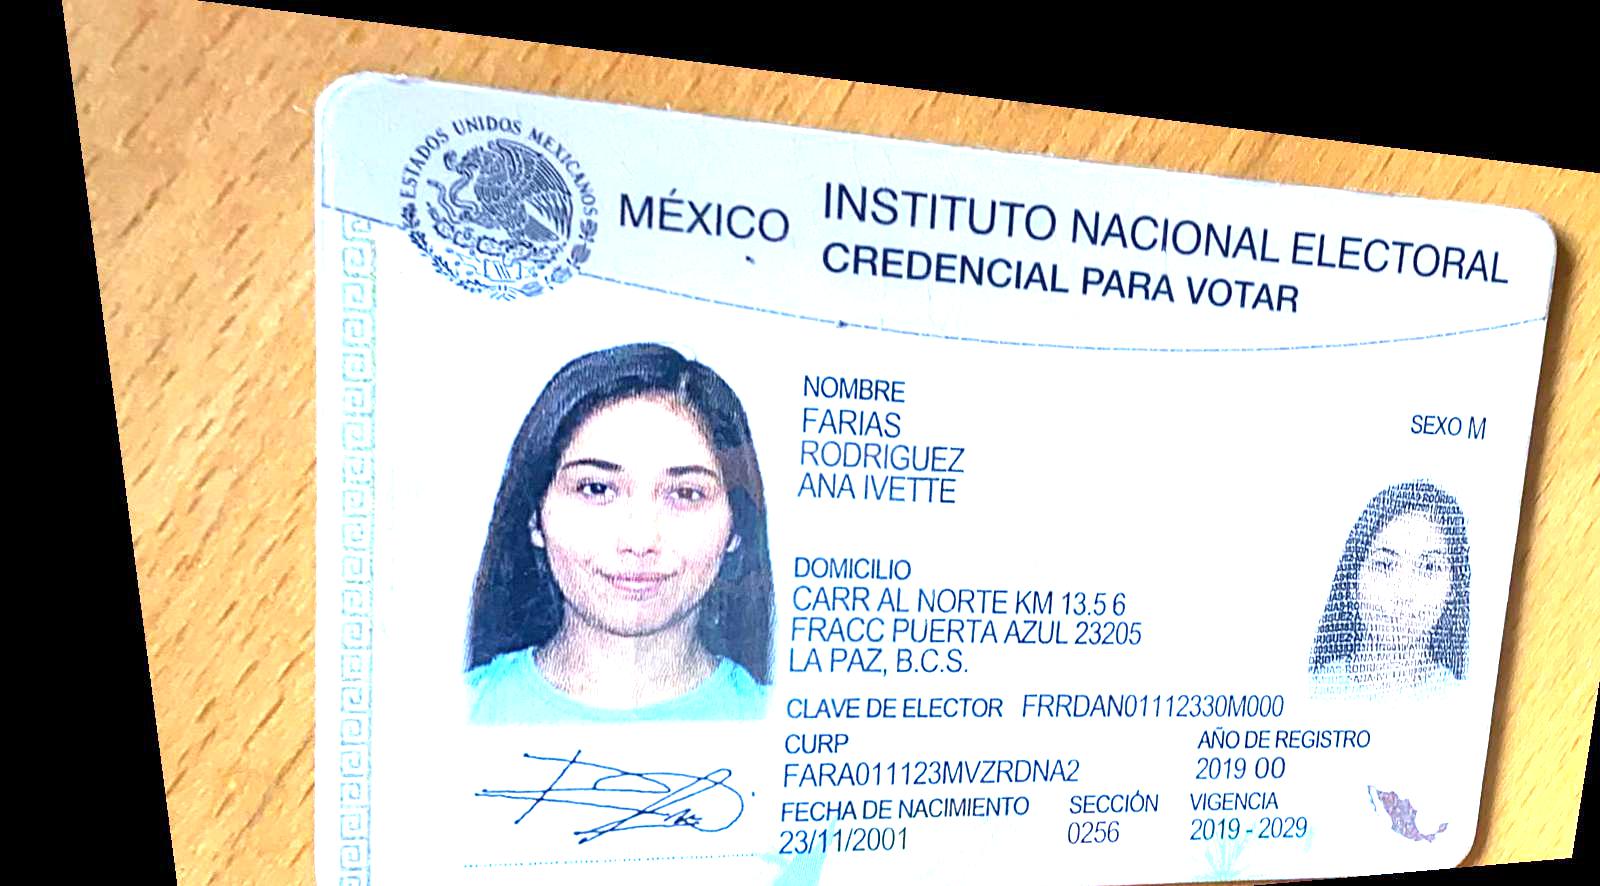 ESTADOS UNIDOS MEXICANOS
MÉXICO
INSTITUTO NACIONAL ELECTORAL
CREDENCIAL PARA VOTAR
NOMBRE
FARIAS
RODRIGUEZ
ANA IVETTE
SEXO M
DOMICILIO
CARR AL NORTE KM 13.5 6
FRACC PUERTA AZUL 23205
LA PAZ, B.C.S.
CLAVE DE ELECTOR FRRDAN01112330M000
CURP
FARA011123MVZRDNA2
AÑO DE REGISTRO
2019 00
FECHA DE NACIMIENTO
23/11/2001
SECCIÓN
0256
VIGENCIA
2019 - 2029